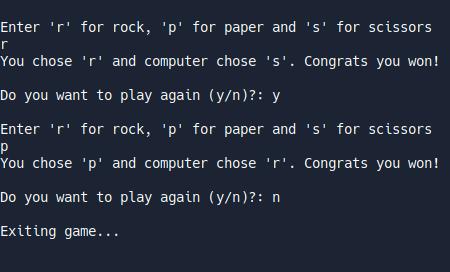 Enter 'r' for rock, 'p' for paper and 's' for scissors
r
You chose 'r' and computer chose 's'. Congrats you won!
Do you want to play again (y/n)?: y
Enter 'r' for rock, 'p' for paper and 's' for scissors
p
You chose 'p' and computer chose 'r'. Congrats you won!
Do you want to play again (y/n)?: n
Exiting game...